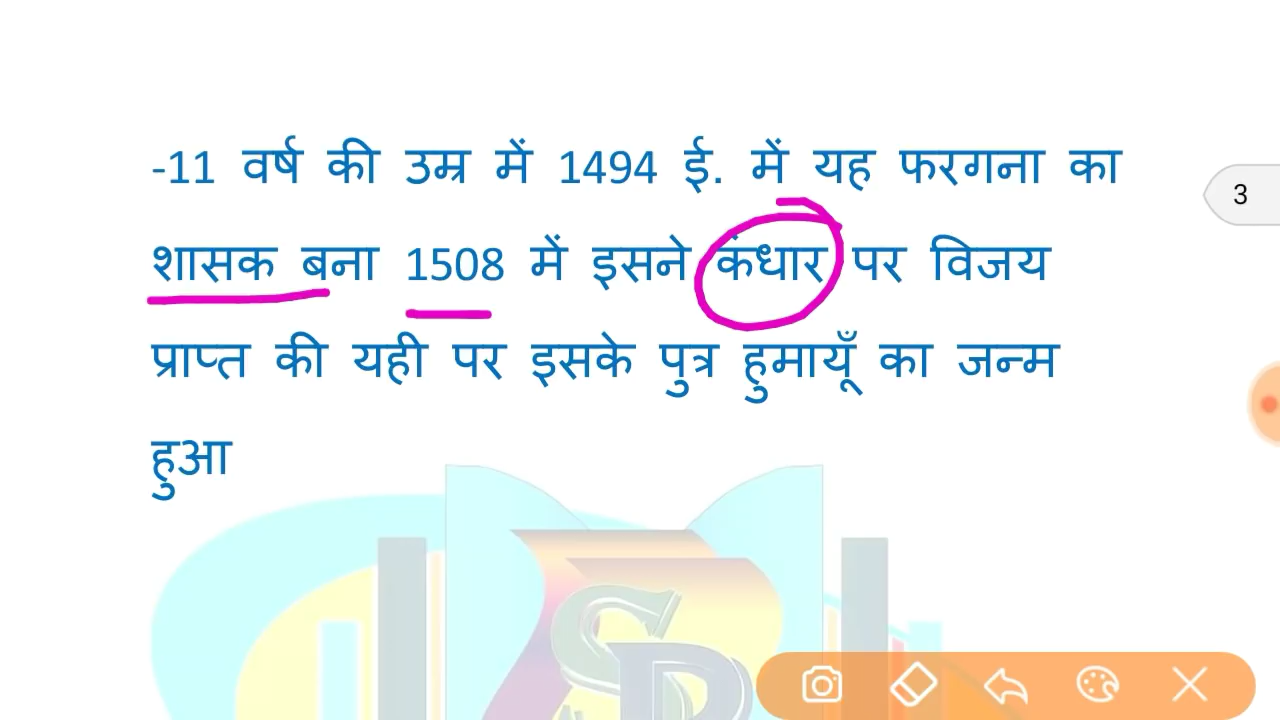 -11 वर्ष की उम्र में 1494 ई. में यह फरगना का
शासक बना 1508 में इसने कंधार पर विजय
प्राप्त की यही पर इसके पुत्र हुमायूँ का जन्म
हुआ
3